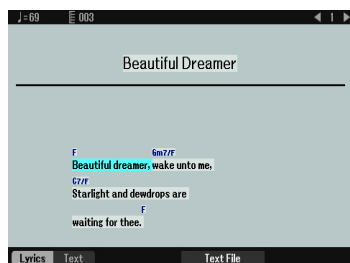 ♩=69 003 ◀ 1 ▶
Beautiful Dreamer
F Gm7/F
Beautiful dreamer, wake unto me,
C7/F
Starlight and dewdrops are
F
waiting for thee.
Lyrics Text Text File